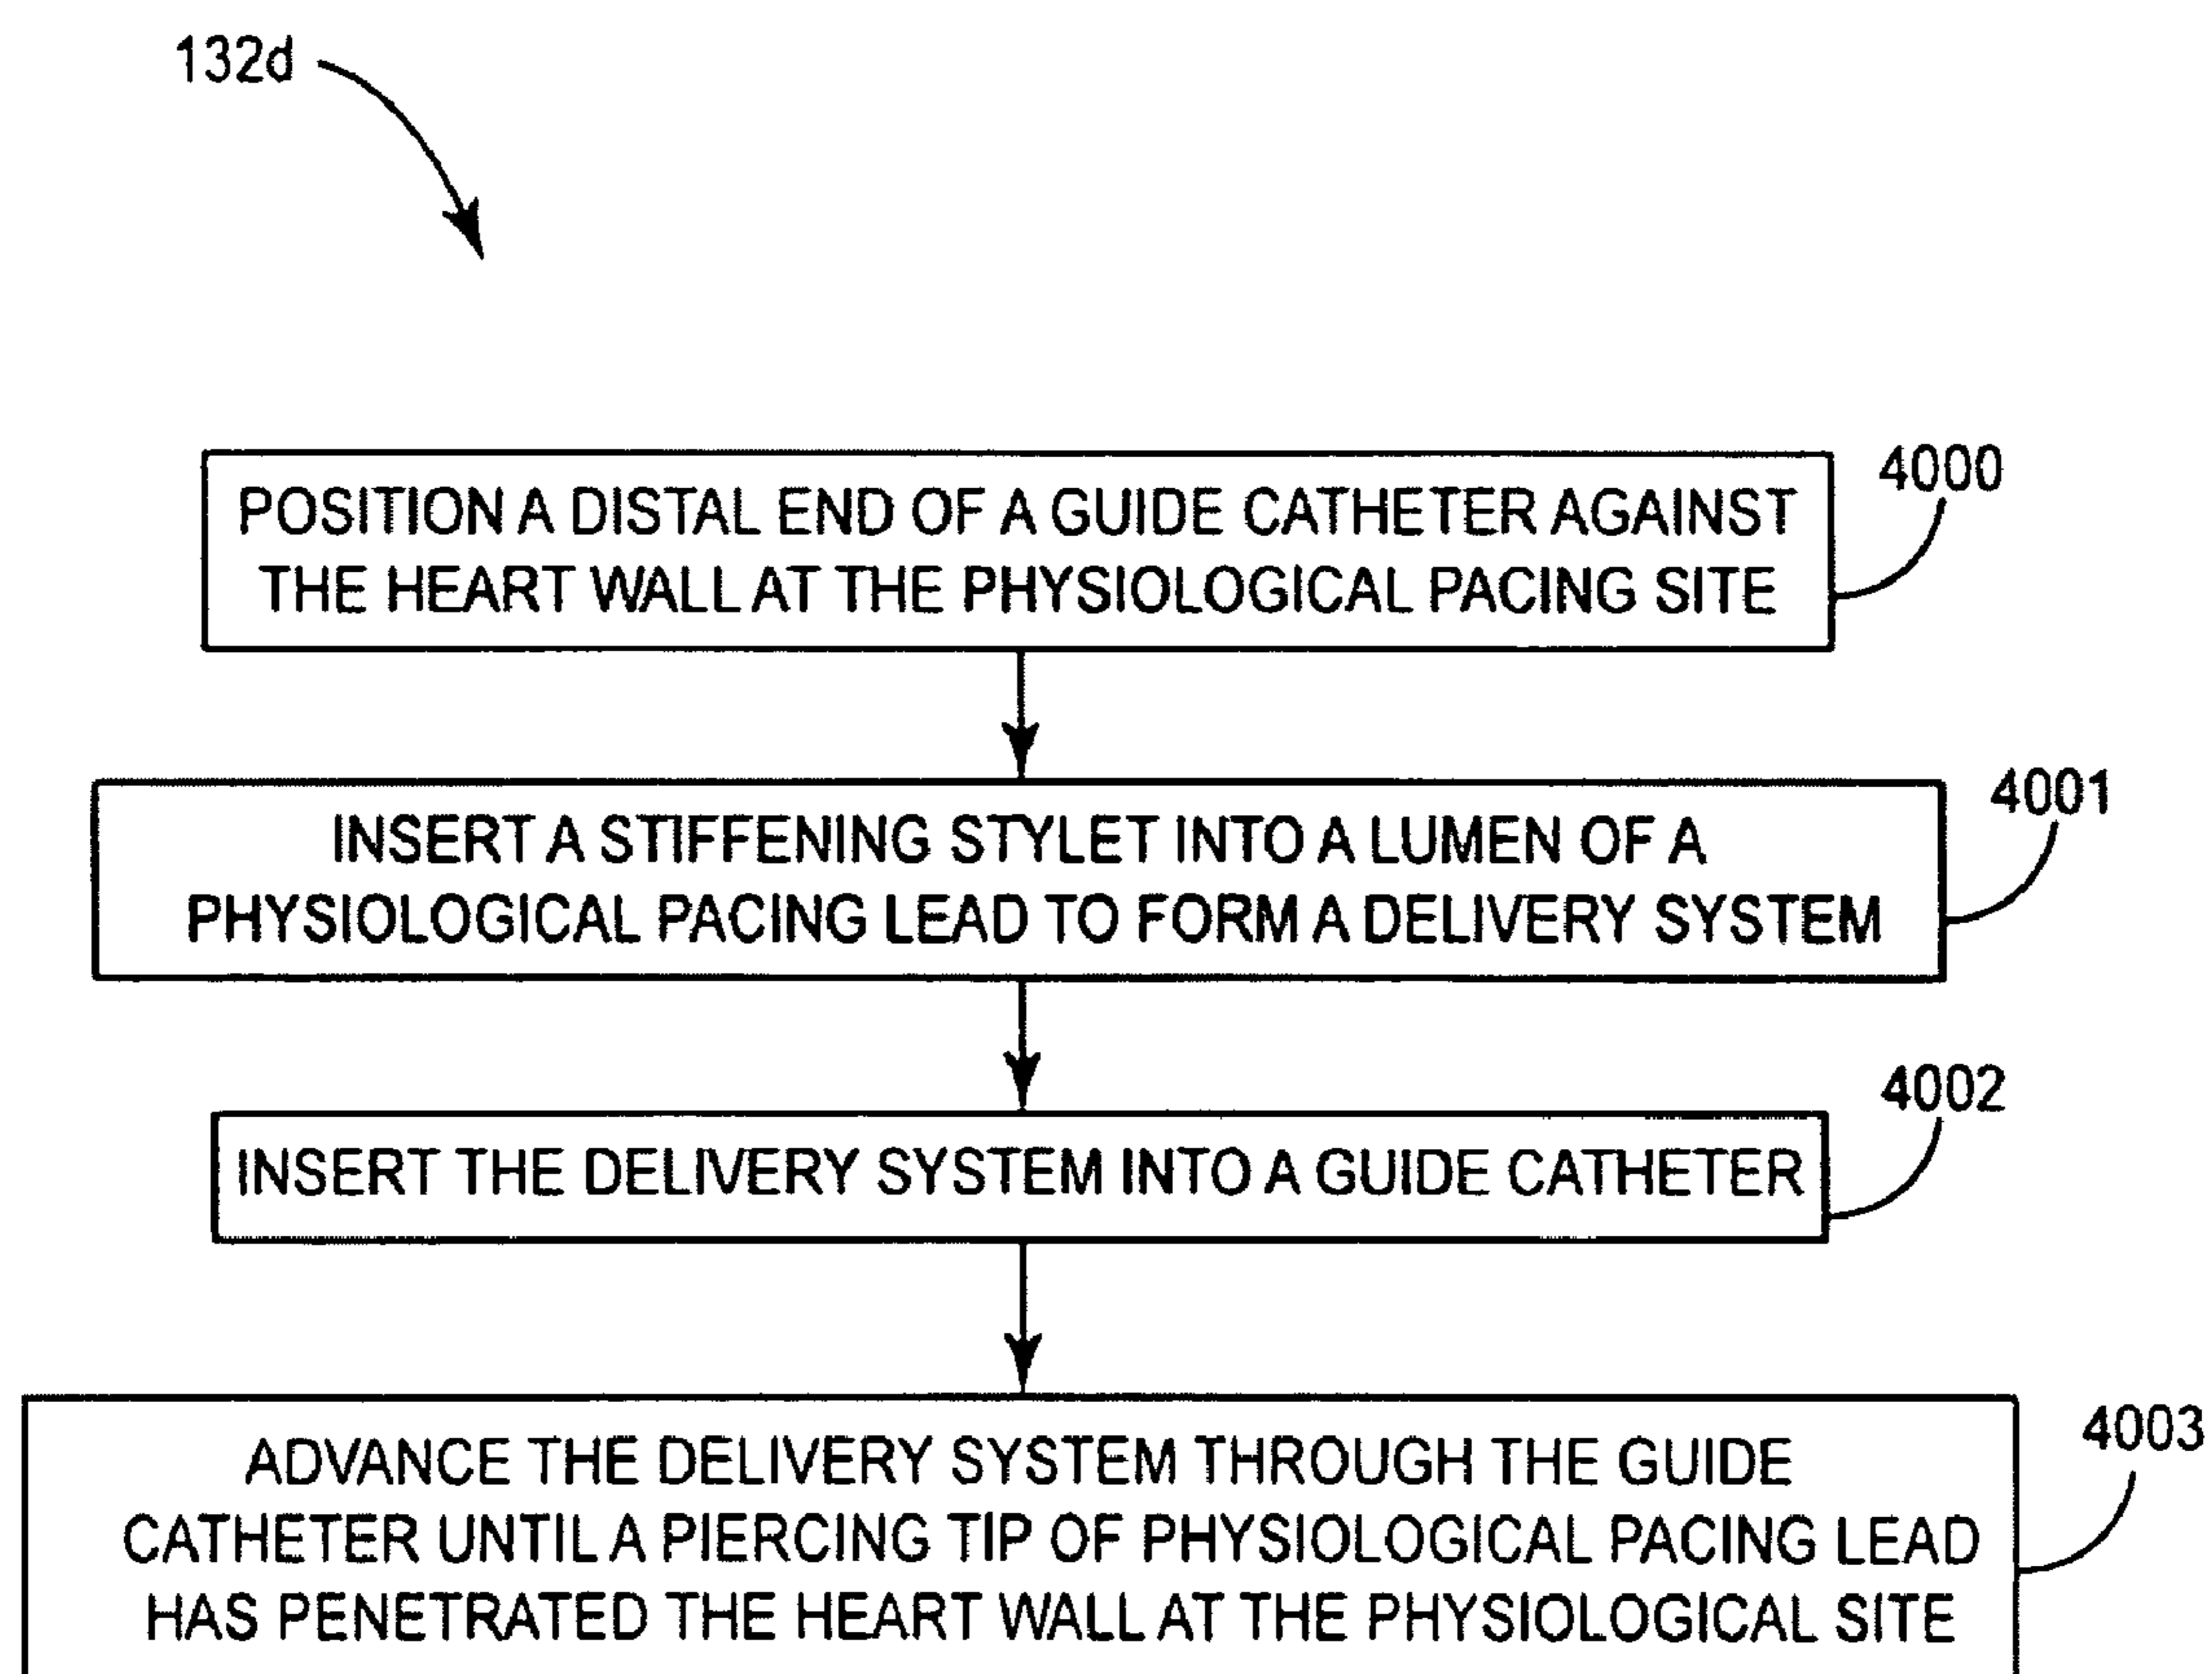 132d
4000
POSITION A DISTAL END OF A GUIDE CATHETER AGAINST
THE HEART WALL AT THE PHYSIOLOGICAL PACING SITE
4001
INSERT A STIFFENING STYLET INTO A LUMEN OF A
PHYSIOLOGICAL PACING LEAD TO FORM A DELIVERY SYSTEM
4002
INSERT THE DELIVERY SYSTEM INTO A GUIDE CATHETER
4003
ADVANCE THE DELIVERY SYSTEM THROUGH THE GUIDE
CATHETER UNTIL A PIERCING TIP OF PHYSIOLOGICAL PACING LEAD
HAS PENETRATED THE HEART WALL AT THE PHYSIOLOGICAL SITE